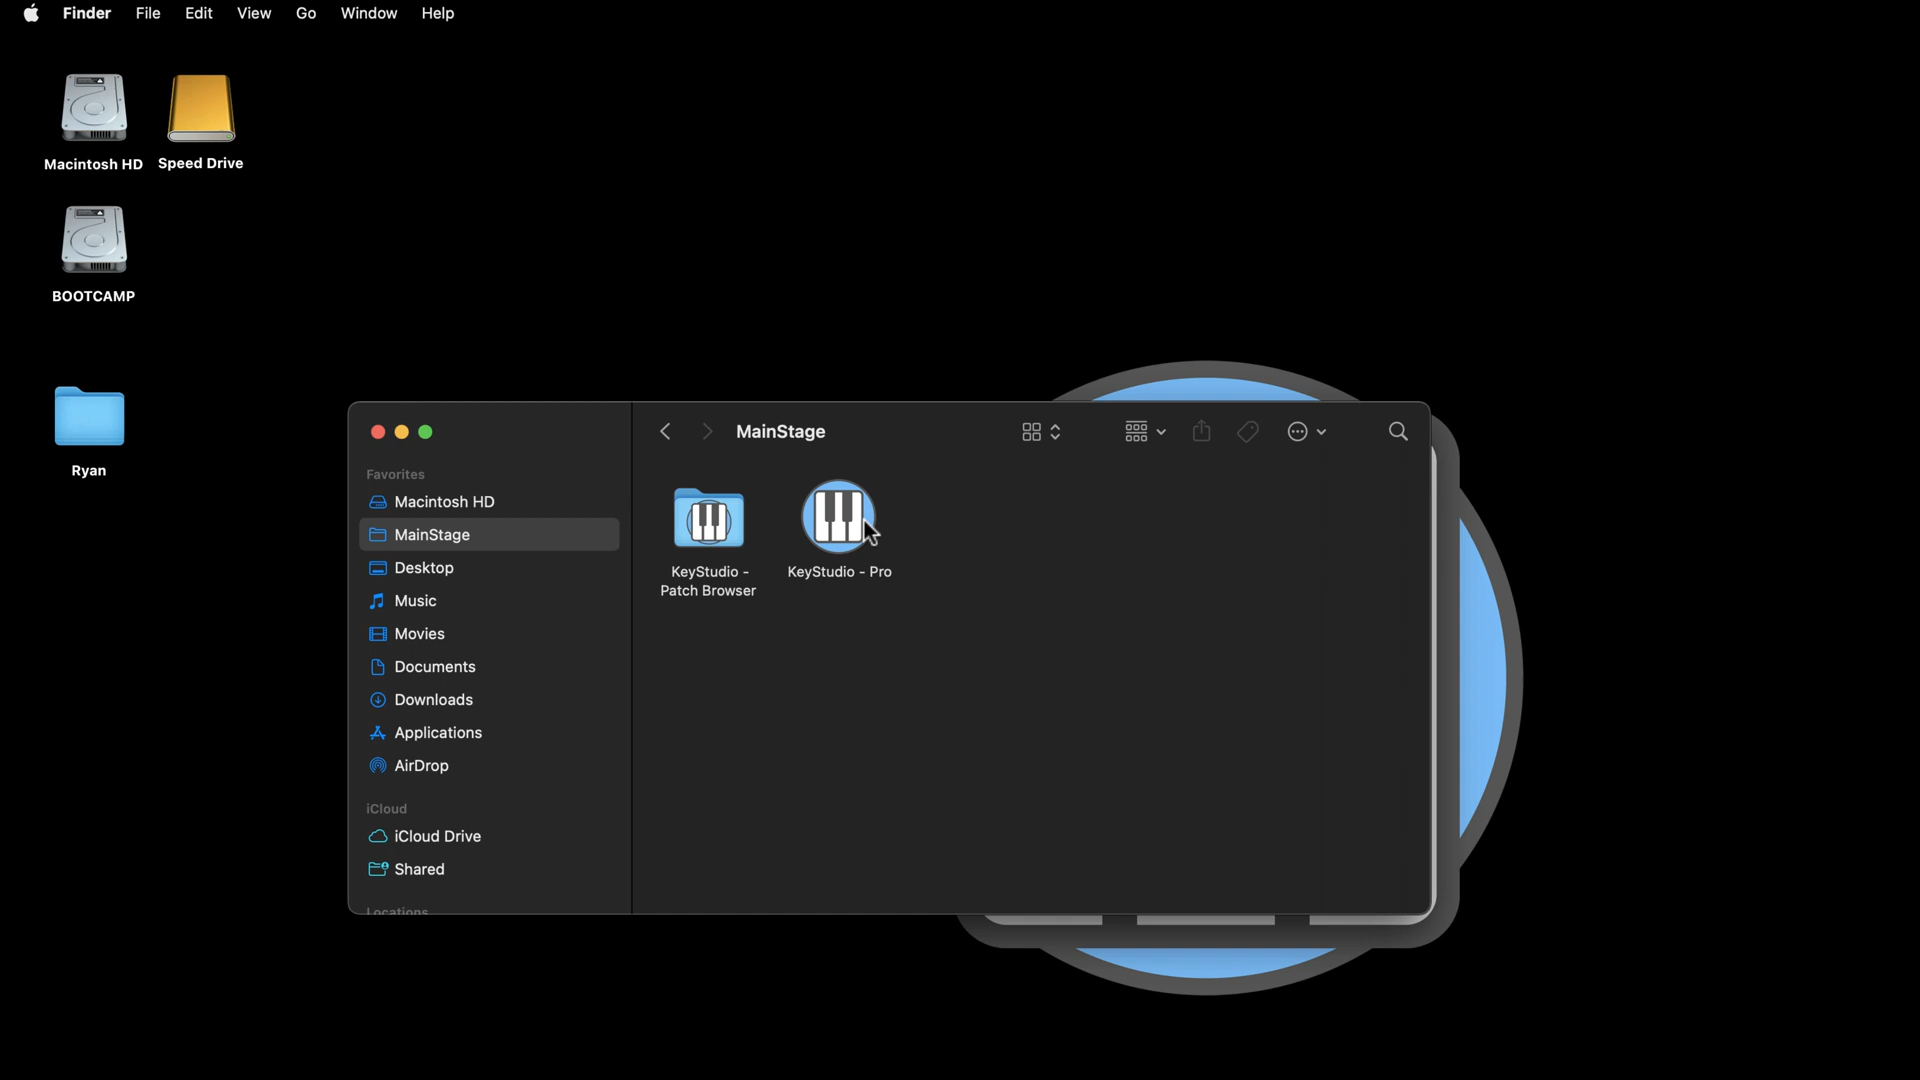 Finder File Edit View Go Window Help
Macintosh HD
Speed Drive
BOOTCAMP
Ryan
MainStage
Favorites
Macintosh HD
MainStage
Desktop
Music
Movies
Documents
Downloads
Applications
AirDrop
iCloud
iCloud Drive
Shared
Locations
KeyStudio -
Patch Browser
KeyStudio - Pro